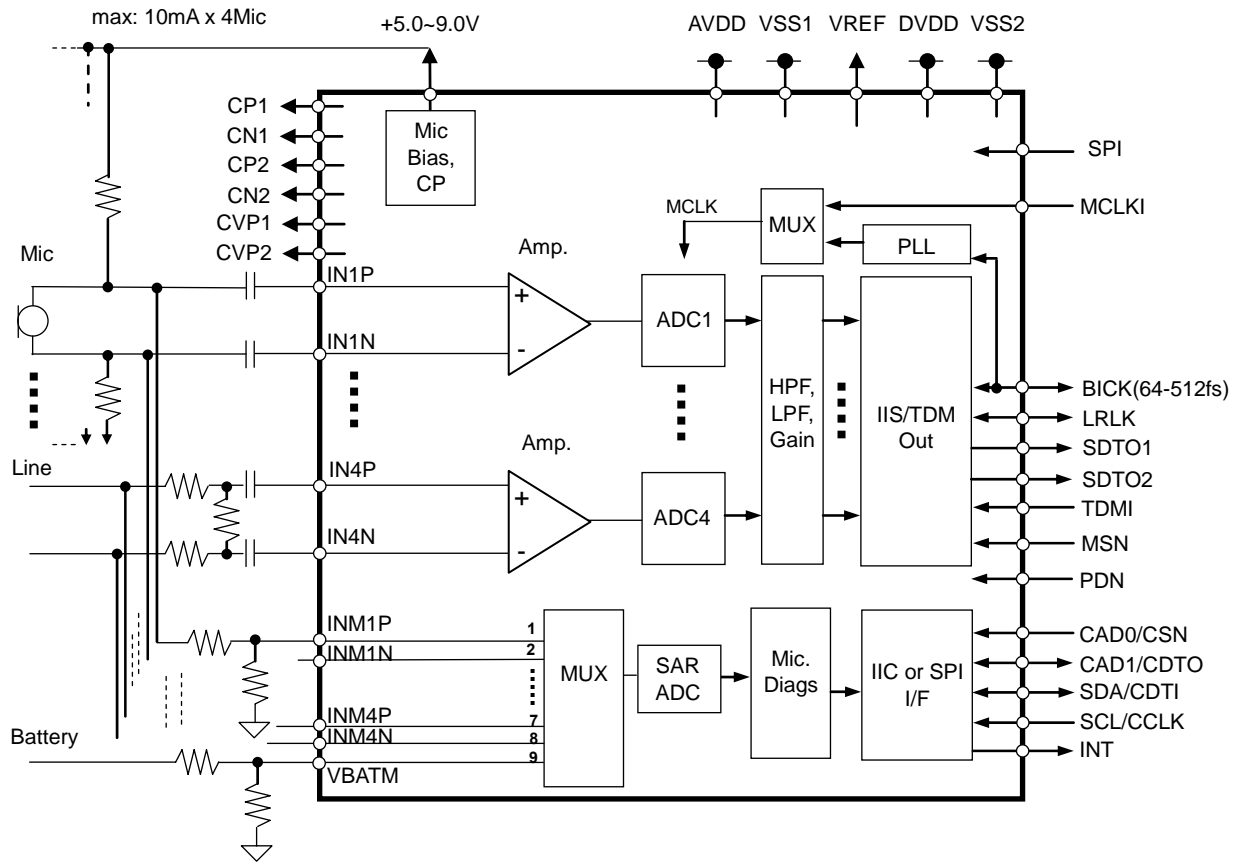 max: 10mA x 4Mic
+5.0~9.0V
AVDD
VSS1
VREF
DVDD
VSS2
CP1
CN1
CP2
CN2
CVP1
CVP2
Mic
Bias,
CP
SPI
MCLKI
MCLK
MUX
PLL
Mic
Amp.
IN1P
IN1N
+
-
ADC1
HPF,
LPF,
Gain
IIS/TDM
Out
BICK(64-512fs)
LRLK
SDTO1
SDTO2
TDMI
MSN
PDN
Line
Amp.
IN4P
IN4N
+
-
ADC4
INM1P
INM1N
INM4P
INM4N
VBATM
1
2
7
8
9
MUX
SAR
ADC
Mic.
Diags
IIC or SPI
I/F
CAD0/CSN
CAD1/CDTO
SDA/CDTI
SCL/CCLK
INT
Battery